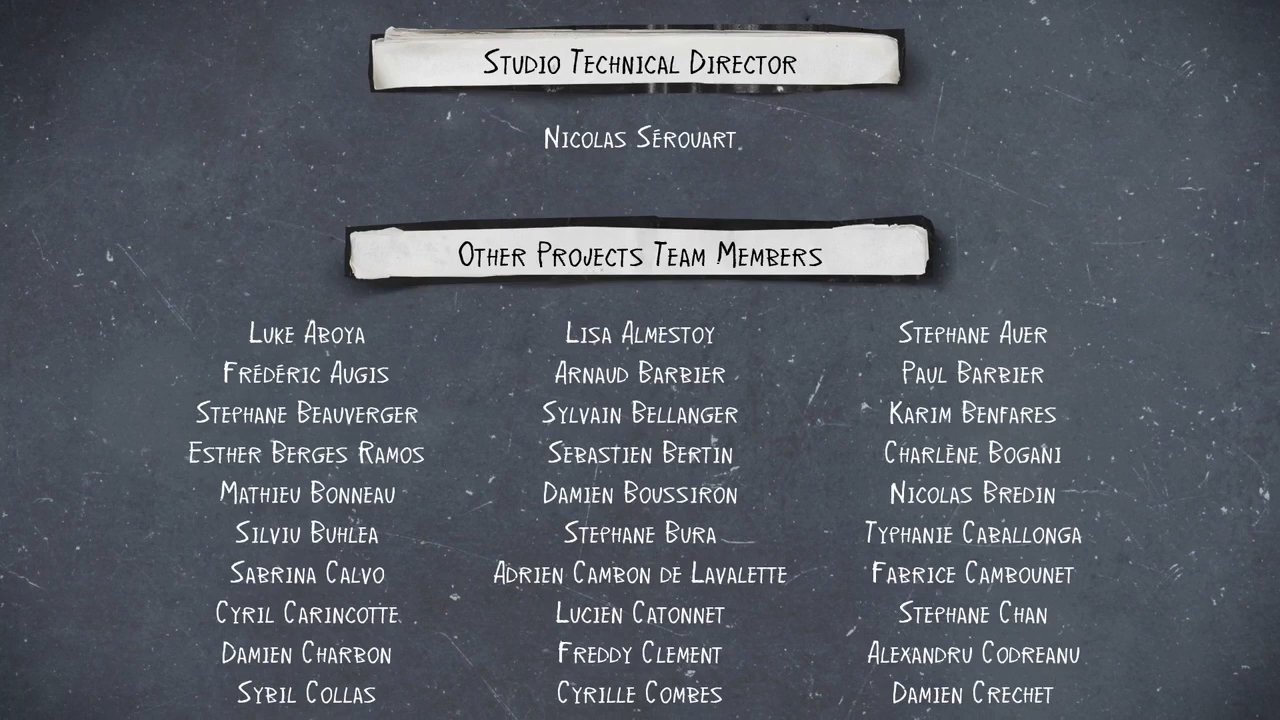 Studio Technical Director
Nicolas Sérouart
Other Projects Team Members
Luke Aboya Lisa Almestoy Stephane Auer
Frédéric Augis Arnaud Barbier Paul Barbier
Stephane Beauverger Sylvain Bellanger Karim Benfares
Esther Berges Ramos Sebastien Bertin Charlène Bogani
Mathieu Bonneau Damien Boussiron Nicolas Bredin
Silviu Buhlea Stephane Bura Typhanie Caballonga
Sabrina Calvo Adrien Cambon de Lavalette Fabrice Cambounet
Cyril Carincotte Lucien Catonnet Stephane Chan
Damien Charbon Freddy Clement Alexandru Codreanu
Sybil Collas Cyrille Combes Damien Crechet